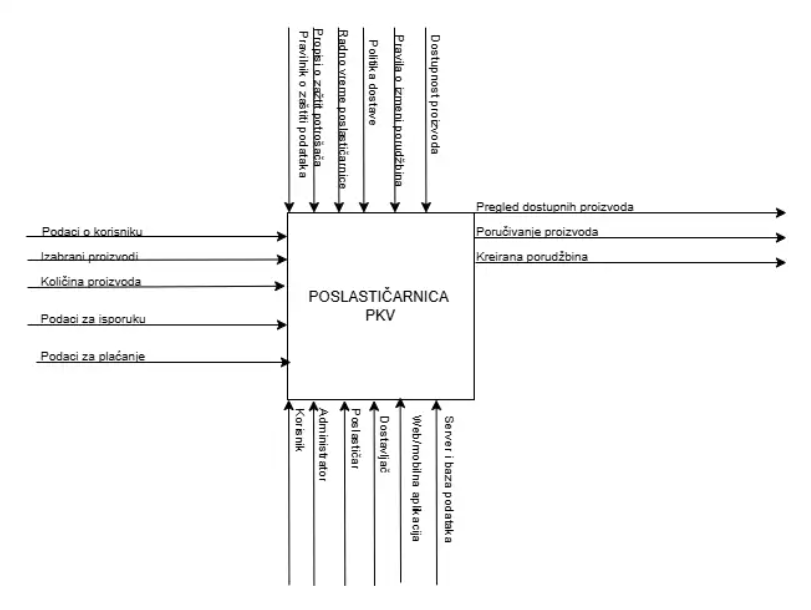 Pravilnik o zaštiti podataka
Propisi o zažtit potrošača
Radno vreme poslastičarnice
Politika dostave
Pravila o izmeni porudžbina
Dostupnost proizvoda
Podaci o korisniku
Izabrani proizvodi
Količina proizvoda
Podaci za isporuku
Podaci za plaćanje
POSLASTIČARNICA
PKV
Pregled dostupnih proizvoda
Poručivanje proizvoda
Kreirana porudžbina
Korisnik
Administrator
Poslastičar
Dostavljač
Web/mobilna aplikacija
Server i baza podataka